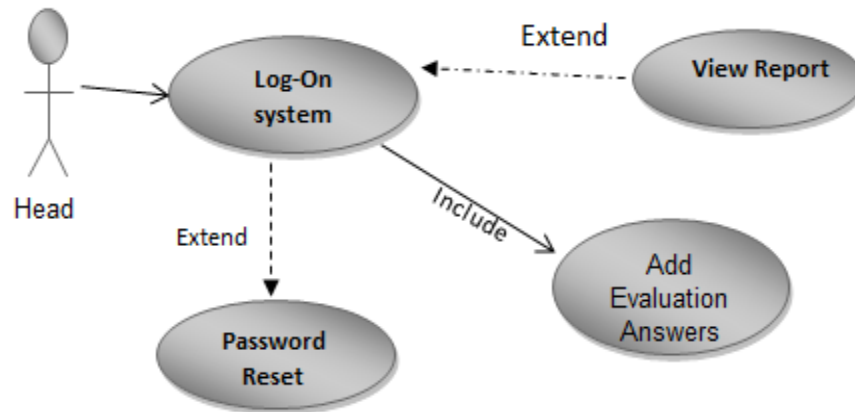 Extend
View Report
Log-On
system
Head
Include
Extend
Add
Evaluation
Answers
Password
Reset